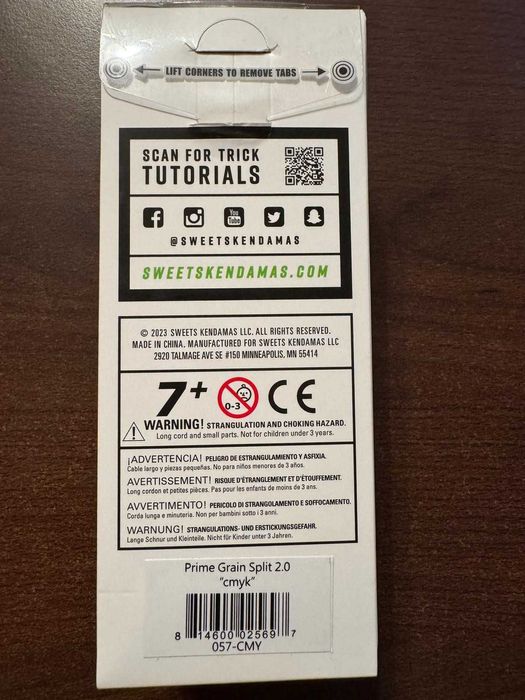 LIFT CORNERS TO REMOVE TABS
SCAN FOR TRICK
TUTORIALS
You
Tube
@SWEETSKENDAMAS
SWEETSKENDAMAS.COM
© 2023 SWEETS KENDAMAS LLC. ALL RIGHTS RESERVED.
MADE IN CHINA. MANUFACTURED FOR SWEETS KENDAMAS LLC
2920 TALMAGE AVE SE #150 MINNEAPOLIS, MN 55414
7+ 0-3 CE
WARNING! STRANGULATION AND CHOKING HAZARD.
Long cord and small parts. Not for children under 3 years.
¡ADVERTENCIA! PELIGRO DE ESTRANGULAMIENTO Y ASFIXIA.
Cable largo y piezas pequeñas. No para niños menores de 3 años.
AVERTISSEMENT! RISQUE D'ÉTRANGLEMENT ET D'ÉTOUFFEMENT.
Long cordon et petites pièces. Pas pour les enfants de moins de 3 ans.
AVVERTIMENTO! PERICOLO DI STRANGOLAMENTO E SOFFOCAMENTO.
Corda lunga e minuteria. Non per bambini sotto i 3 anni.
WARNUNG! STRANGULATIONS- UND ERSTICKUNGSGEFAHR.
Lange Schnur und Kleinteile. Nicht für Kinder unter 3 Jahren.
Prime Grain Split 2.0
"cmyk"
8 14600 02569 7
057-CMY